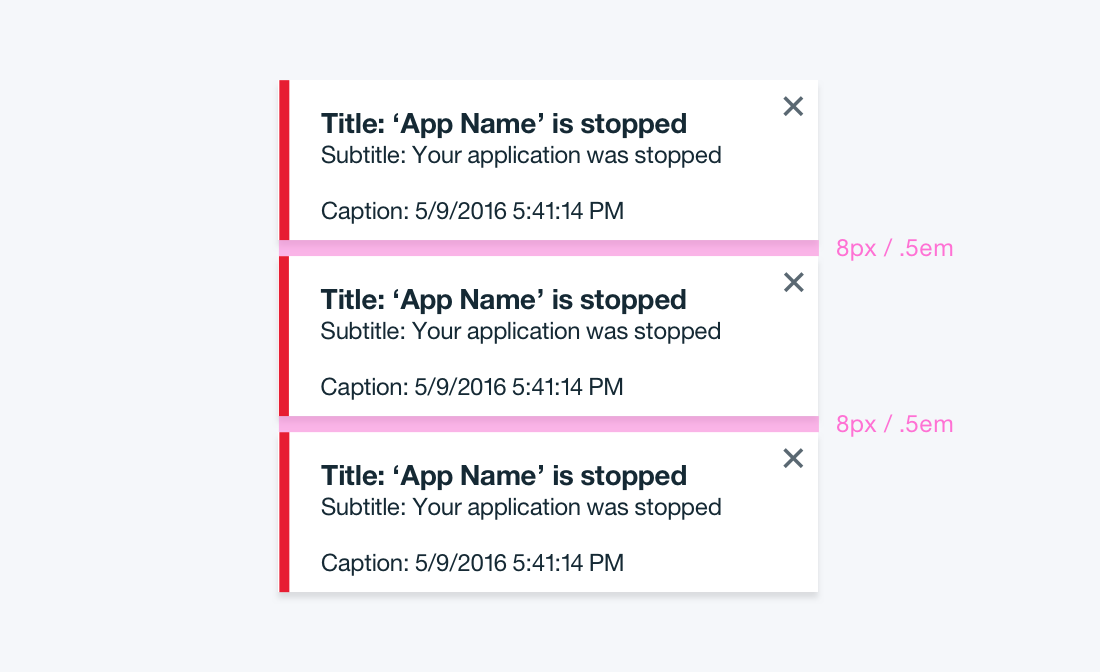 Title: ‘App Name’ is stopped
Subtitle: Your application was stopped
Caption: 5/9/2016 5:41:14 PM
8px / .5em
Title: ‘App Name’ is stopped
Subtitle: Your application was stopped
Caption: 5/9/2016 5:41:14 PM
8px / .5em
Title: ‘App Name’ is stopped
Subtitle: Your application was stopped
Caption: 5/9/2016 5:41:14 PM